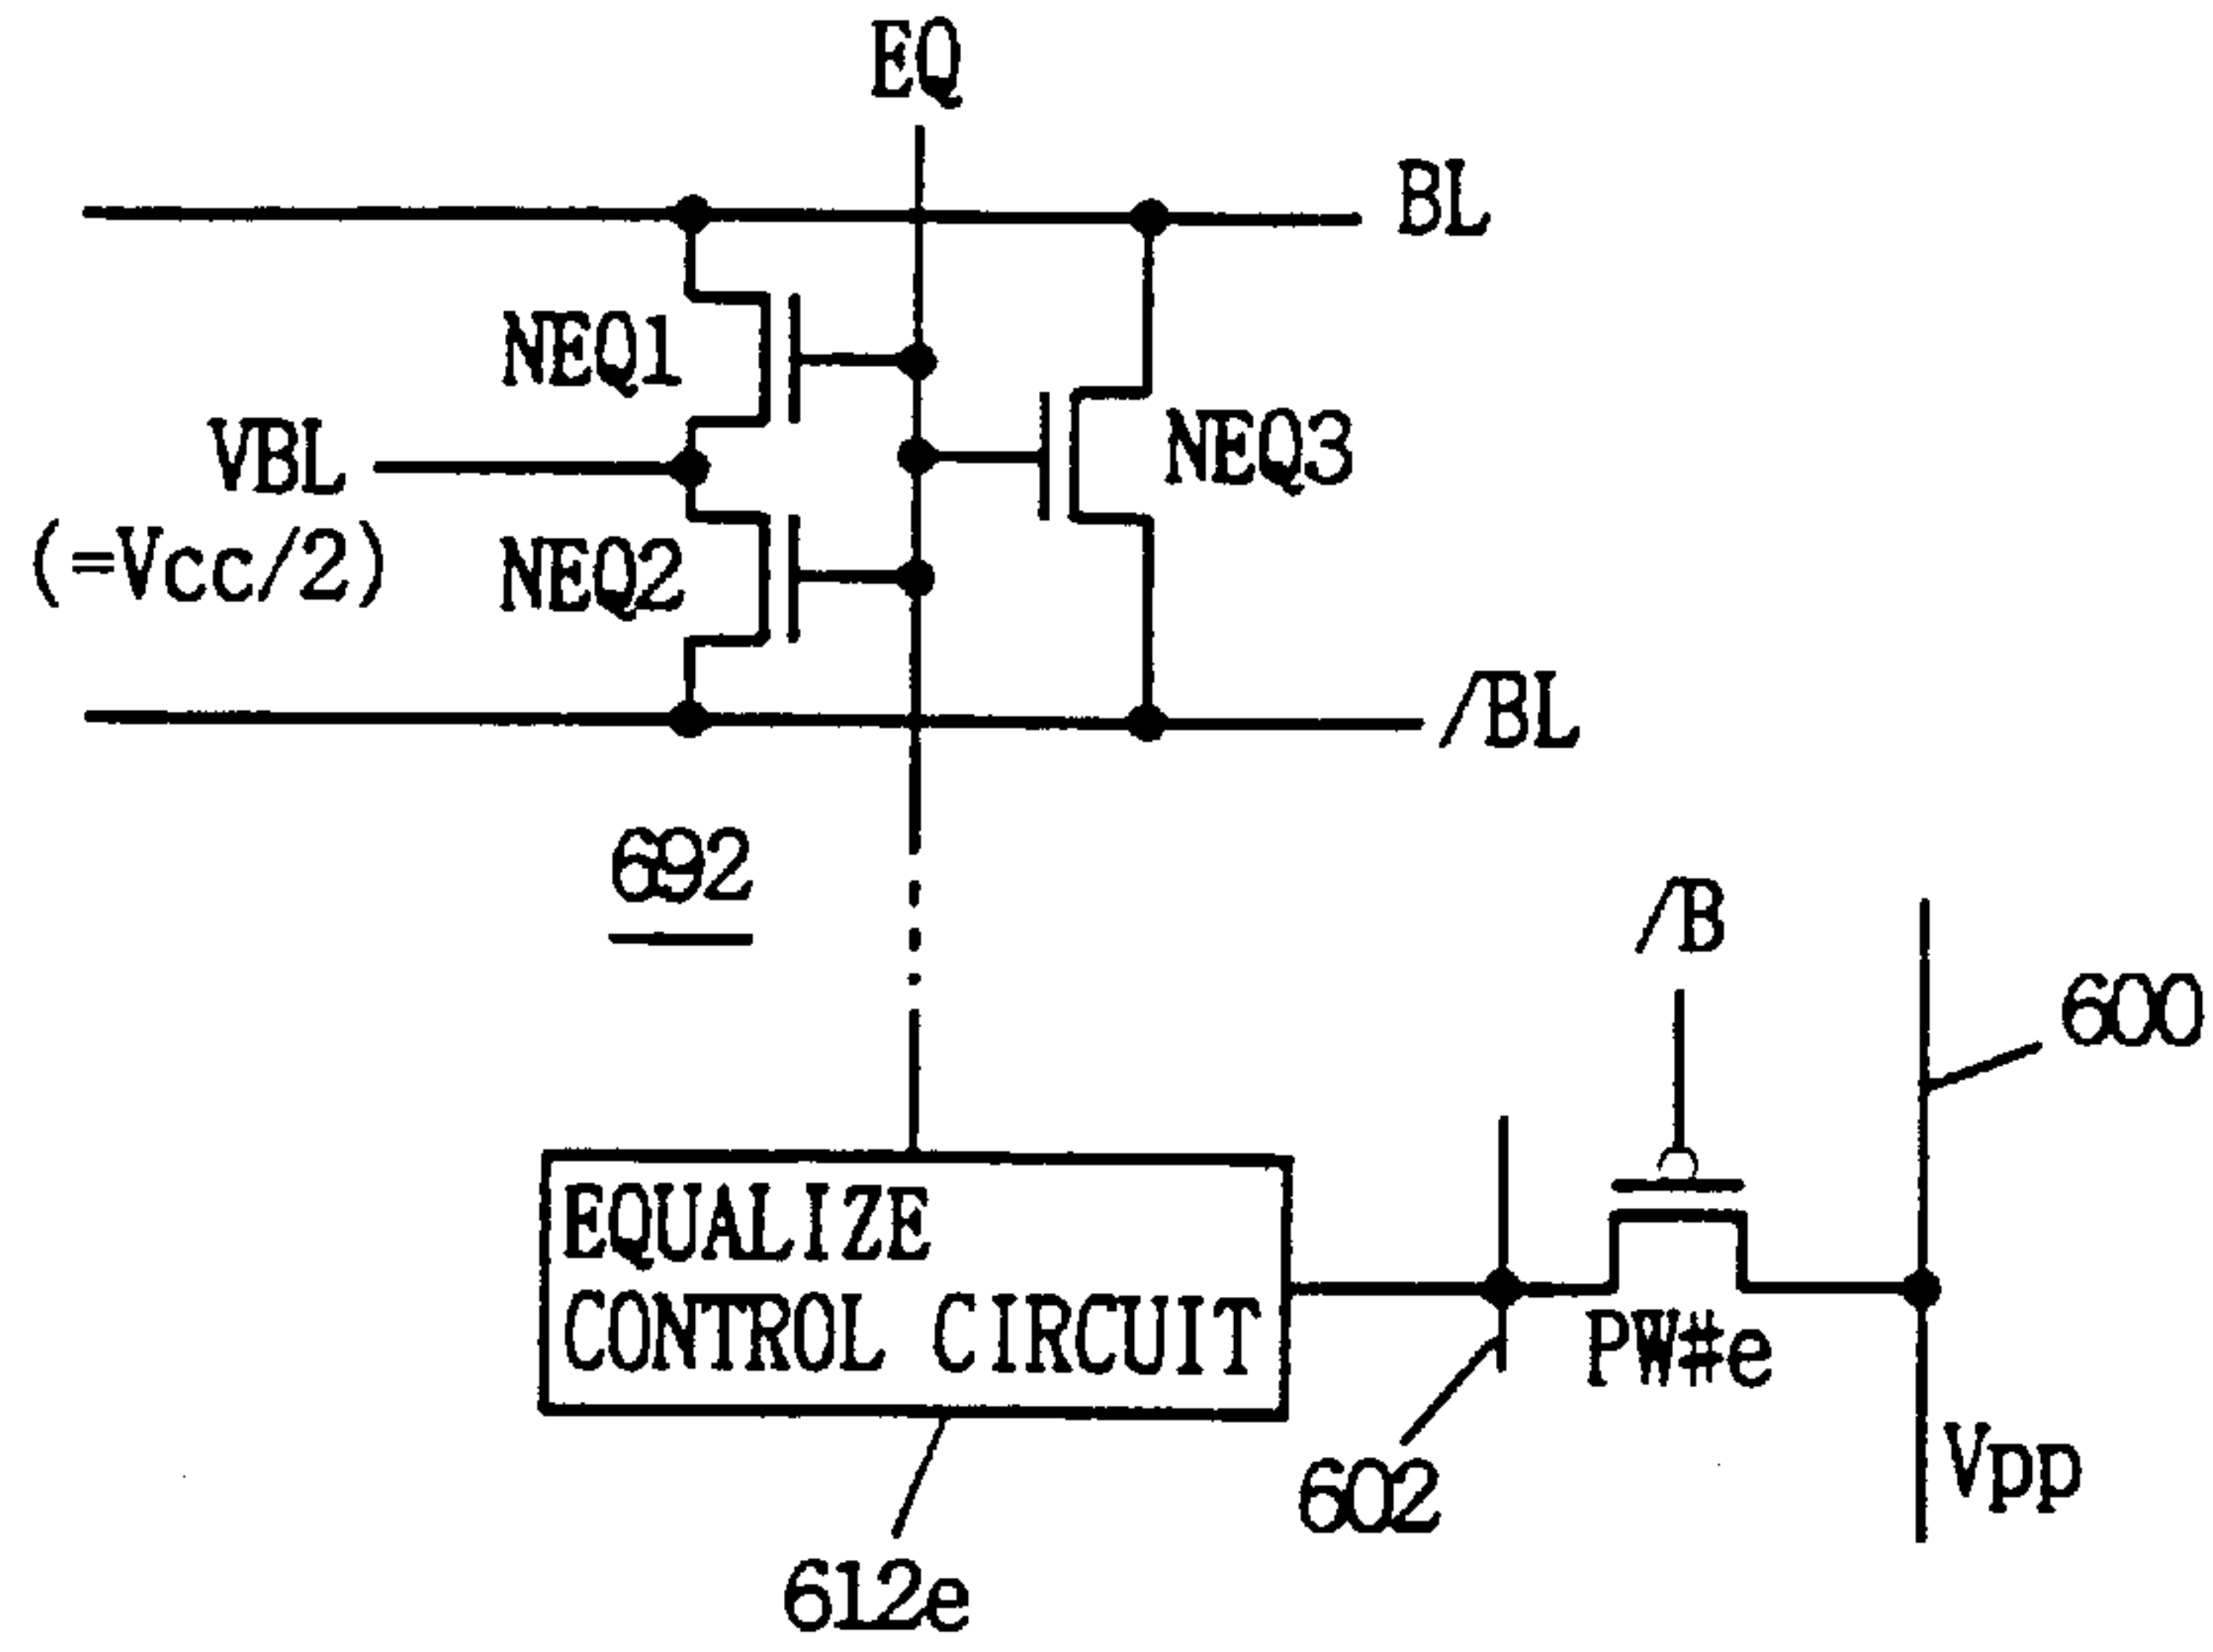 EQ
BL
NEQ1
NEQ3
VBL
(=Vcc/2)
NEQ2
/BL
692
/B
600
EQUALIZE
CONTROL CIRCUIT
PW#e
602
Vpp
612e